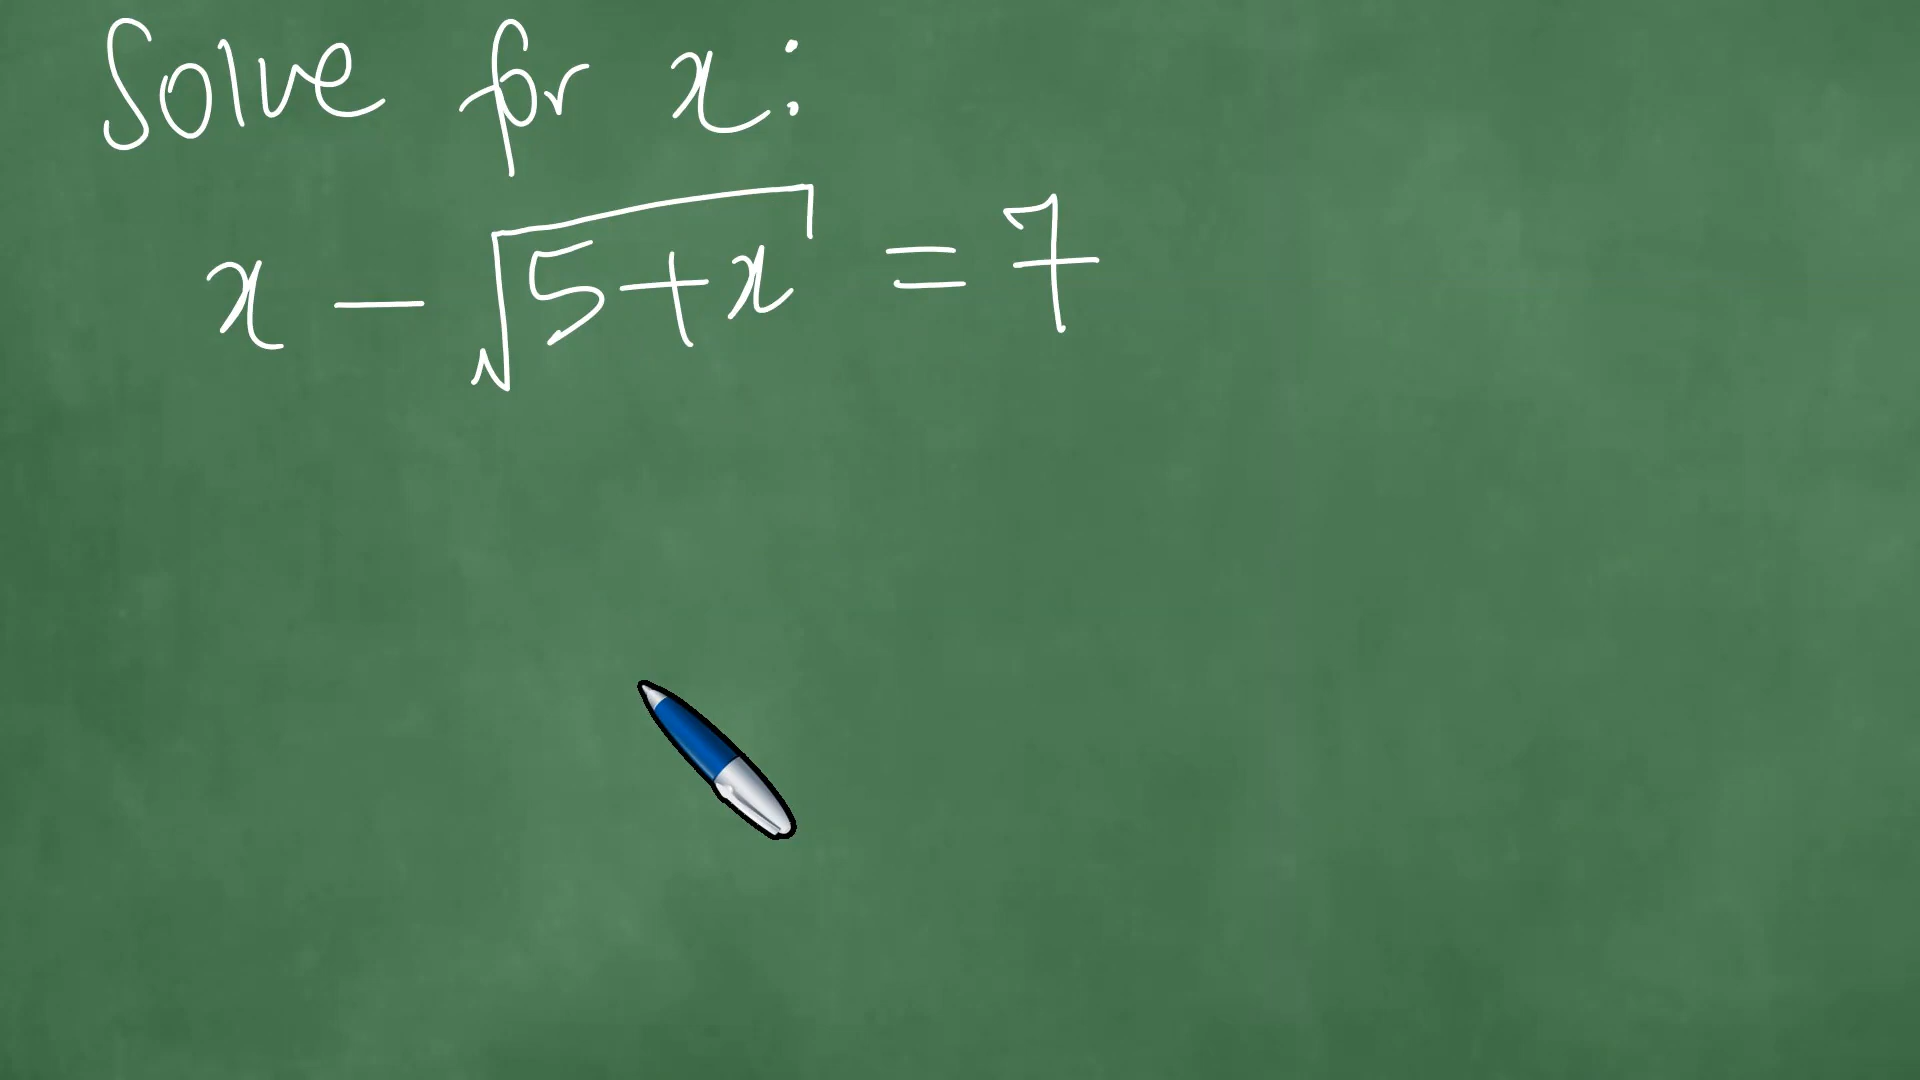 Solve for x:
x - √(5+x) = 7